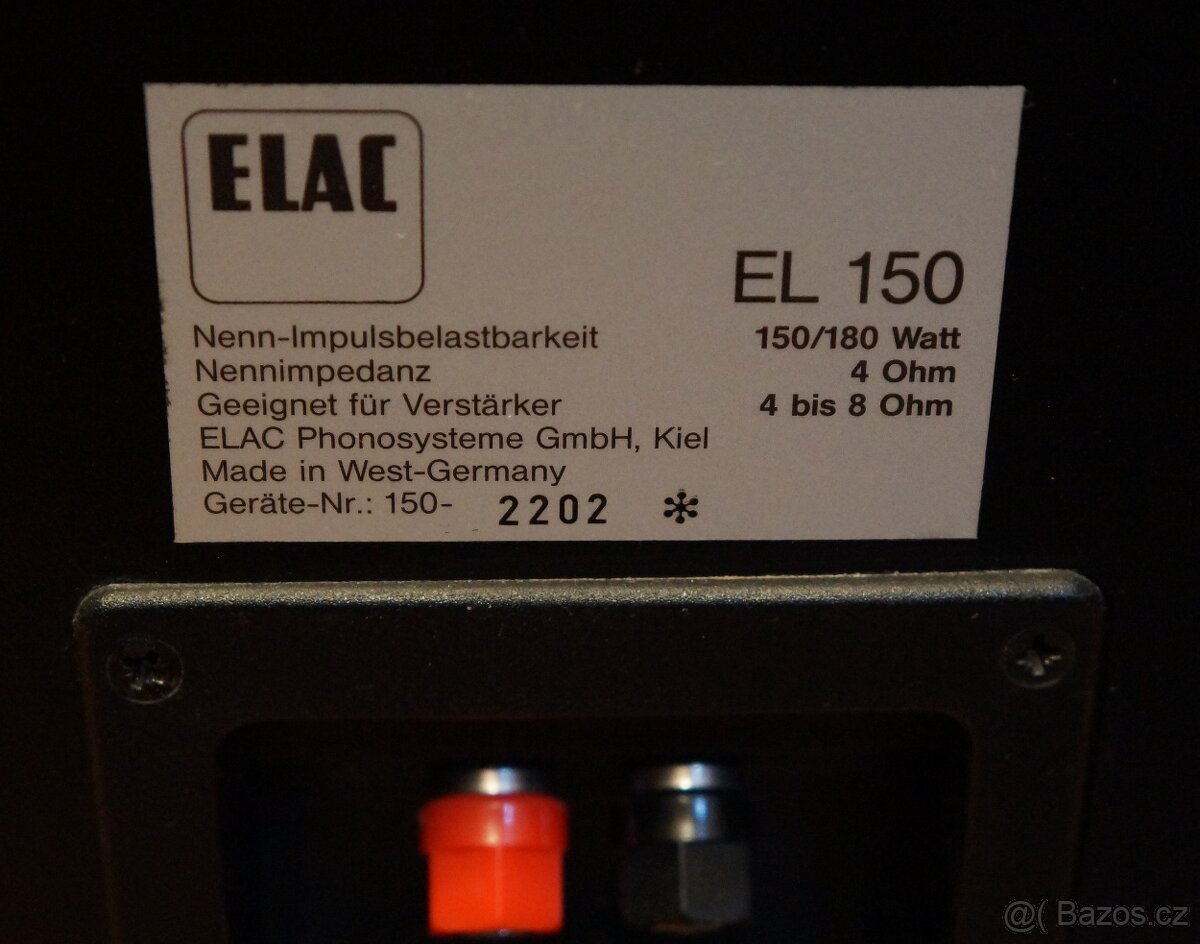 ELAC
EL 150
Nenn-Impulsbelastbarkeit 150/180 Watt
Nennimpedanz 4 Ohm
Geeignet für Verstärker 4 bis 8 Ohm
ELAC Phonosysteme GmbH, Kiel
Made in West-Germany
Geräte-Nr.: 150- 2202 *
@( Bazos.cz